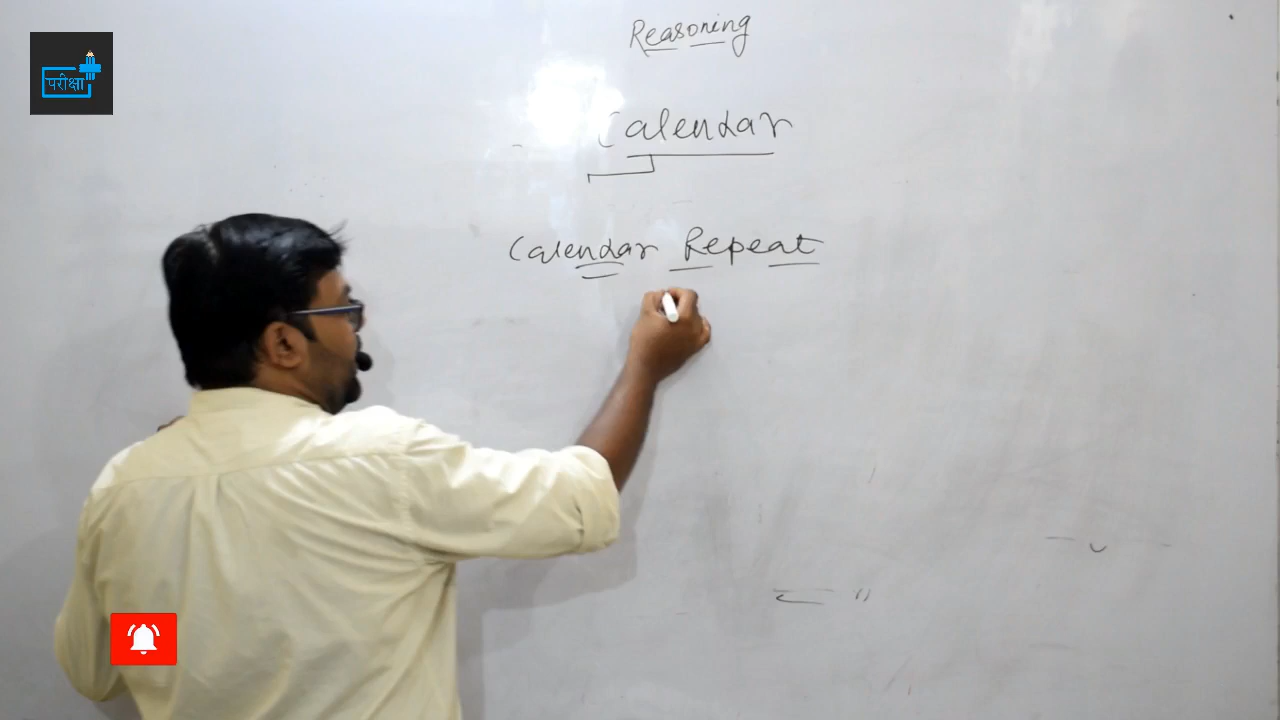 Reasoning
परीक्षा
Calendar
Calendar Repeat